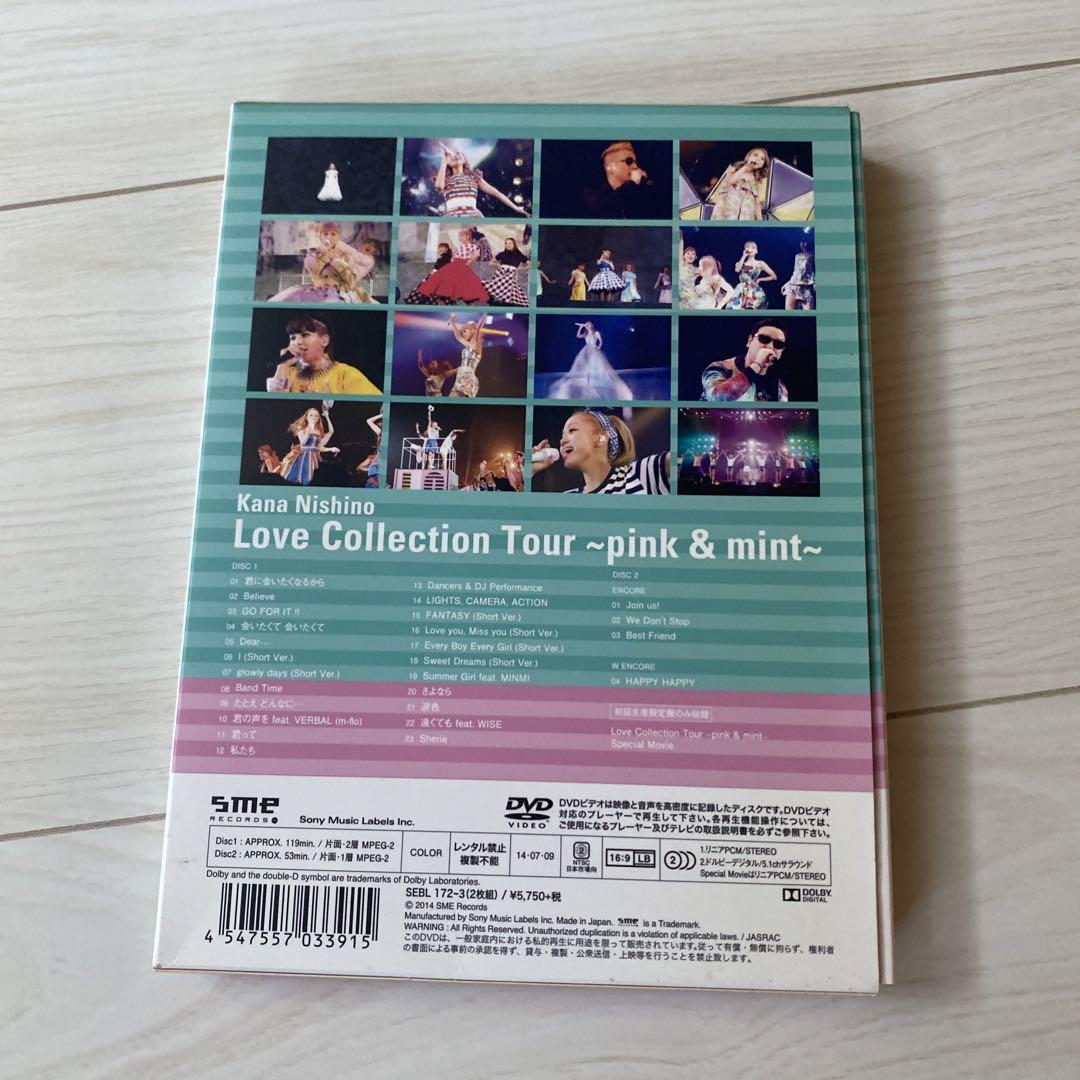 Kana Nishino
Love Collection Tour ~pink & mint~
DISC 1
01 君に会いたくなるから
02 Believe
03 GO FOR IT !!
04 会いたくて 会いたくて
05 Dear…
06 I (Short Ver.)
07 glowly days (Short Ver.)
08 Band Time
09 たとえ どんなに…
10 君の声を feat. VERBAL (m-flo)
11 君って
12 私たち
13 Dancers & DJ Performance
14 LIGHTS, CAMERA, ACTION
15 FANTASY (Short Ver.)
16 Love you, Miss you (Short Ver.)
17 Every Boy Every Girl (Short Ver.)
18 Sweet Dreams (Short Ver.)
19 Summer Girl feat. MINMI
20 さよなら
21 涙色
22 遠くても feat. WISE
23 Sherie
DISC 2
ENCORE
01 Join us!
02 We Don't Stop
03 Best Friend
W ENCORE
04 HAPPY HAPPY
初回生産限定盤のみ収録
Love Collection Tour ~pink & mint~
Special Movie
sme
RECORDS
Sony Music Labels Inc.
DVD
VIDEO
DVDビデオは映像と音声を高密度に記録したディスクです。DVDビデオ
対応のプレーヤーで再生して下さい。各再生機能操作については、
ご使用になるプレーヤー及びテレビの取扱説明書を必ずご参照下さい。
Disc1 : APPROX. 119min. / 片面・2層 MPEG-2
Disc2 : APPROX. 53min. / 片面・1層 MPEG-2
COLOR
レンタル禁止
複製不能
14・07・09
2
NTSC
日本市場向
16:9 LB
2
1.リニアPCM/STEREO
2.ドルビーデジタル/5.1chサラウンド
Special MovieはリニアPCM/STEREO
Dolby and the double-D symbol are trademarks of Dolby Laboratories.
DOLBY
DIGITAL
SEBL 172~3(2枚組) / ¥5,750+税
© 2014 SME Records
Manufactured by Sony Music Labels Inc. Made in Japan. sme is a Trademark.
WARNING : All Rights Reserved. Unauthorized duplication is a violation of applicable laws. / JASRAC
このDVDは、一般家庭内における私的再生に用途を限って販売されています。従って有償・無償に拘らず、権利者
の書面による事前の承認を得ず、貸与・複製・公衆送信・上映等を行うことを禁止致します。
4 547557 033915